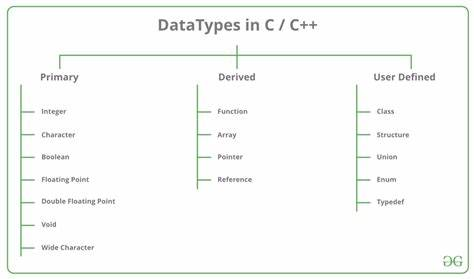 DataTypes in C / C++
Primary
Integer
Character
Boolean
Floating Point
Double Floating Point
Void
Wide Character
Derived
Function
Array
Pointer
Reference
User Defined
Class
Structure
Union
Enum
Typedef